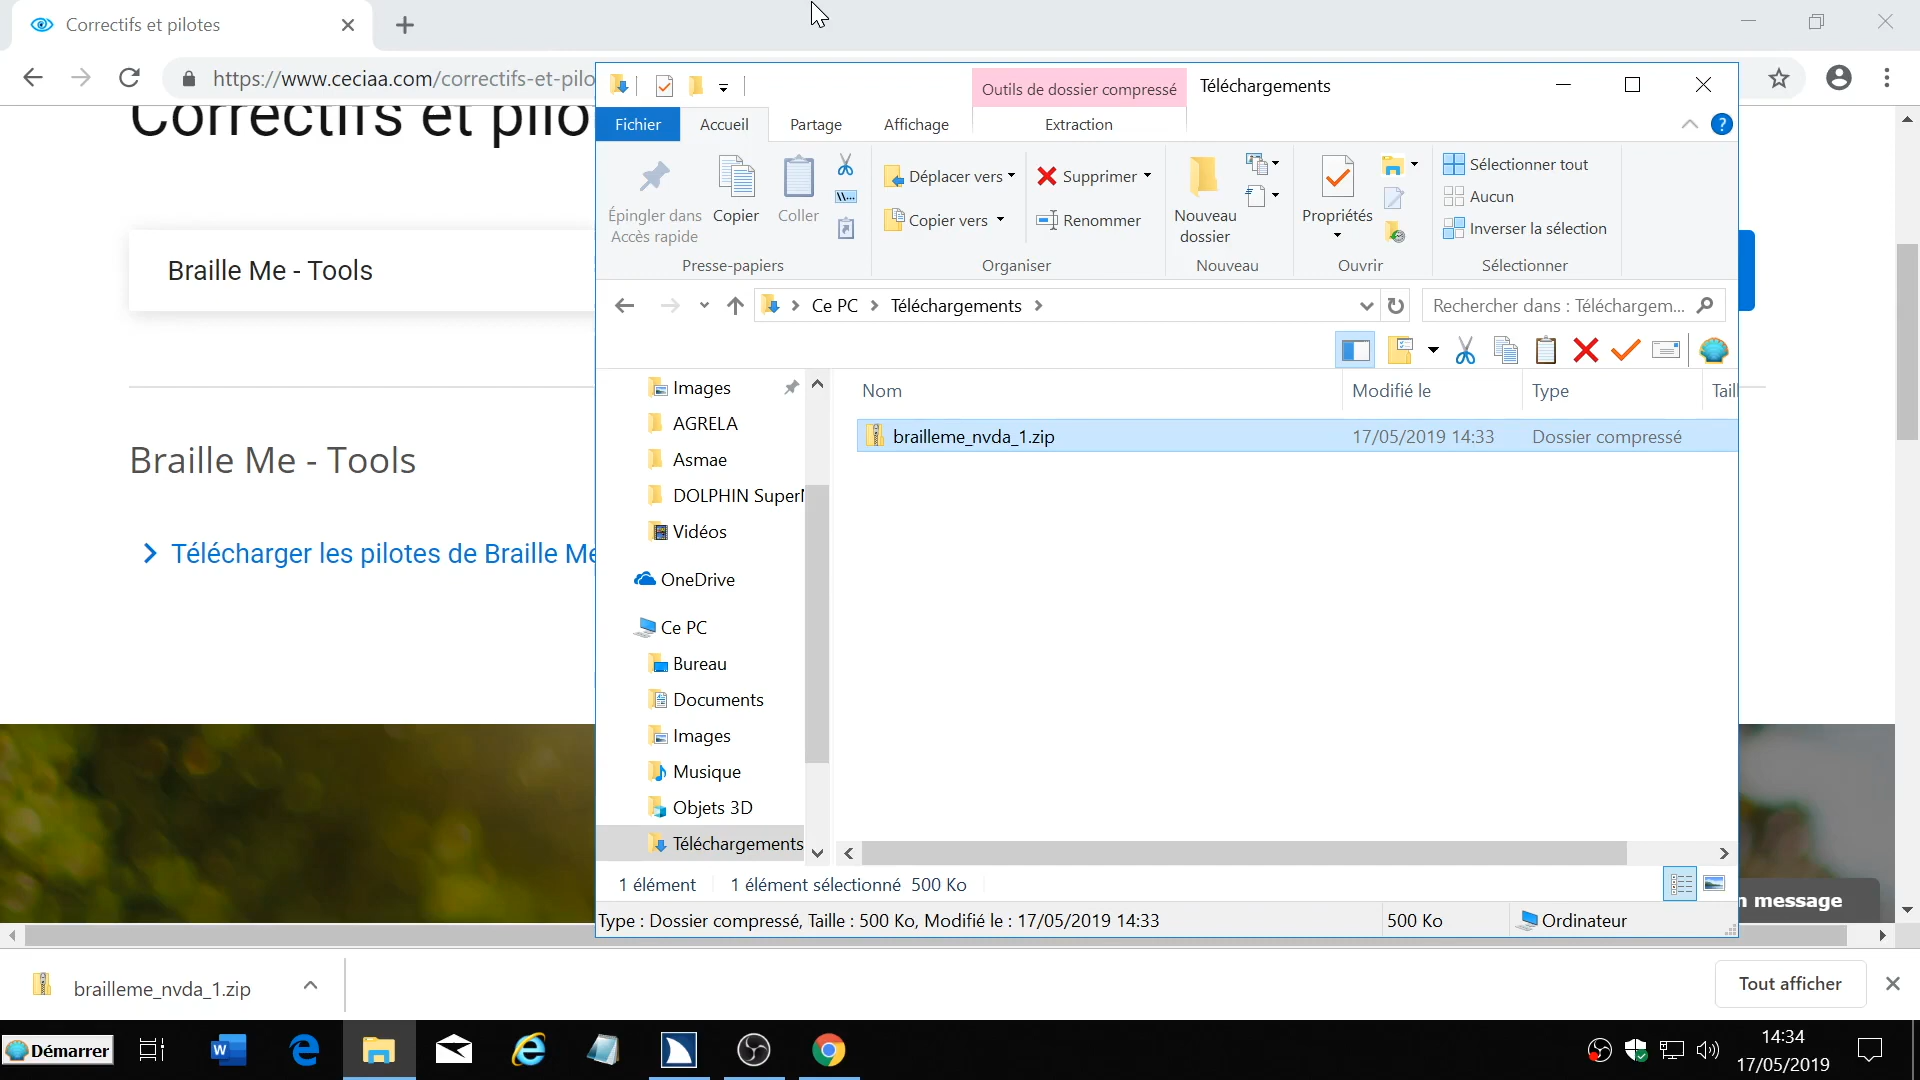 Correctifs et pilotes
https://www.ceciaa.com/correctifs-et-pilo
Correctifs et pilo
Braille Me - Tools
Braille Me - Tools
Télécharger les pilotes de Braille Me
Outils de dossier compressé
Téléchargements
Fichier
Accueil
Partage
Affichage
Extraction
Épingler dans
Accès rapide
Copier
Coller
Presse-papiers
Déplacer vers
Copier vers
Supprimer
Renommer
Organiser
Nouveau
dossier
Nouveau
Propriétés
Ouvrir
Sélectionner tout
Aucun
Inverser la sélection
Sélectionner
Ce PC
Téléchargements
Rechercher dans : Téléchargem...
Images
AGRELA
Asmae
DOLPHIN Super
Vidéos
OneDrive
Ce PC
Bureau
Documents
Images
Musique
Objets 3D
Téléchargements
Nom
Modifié le
Type
Taill
brailleme_nvda_1.zip
17/05/2019 14:33
Dossier compressé
1 élément
1 élément sélectionné 500 Ko
Type : Dossier compressé, Taille : 500 Ko, Modifié le : 17/05/2019 14:33
500 Ko
Ordinateur
message
brailleme_nvda_1.zip
Tout afficher
Démarrer
14:34
17/05/2019